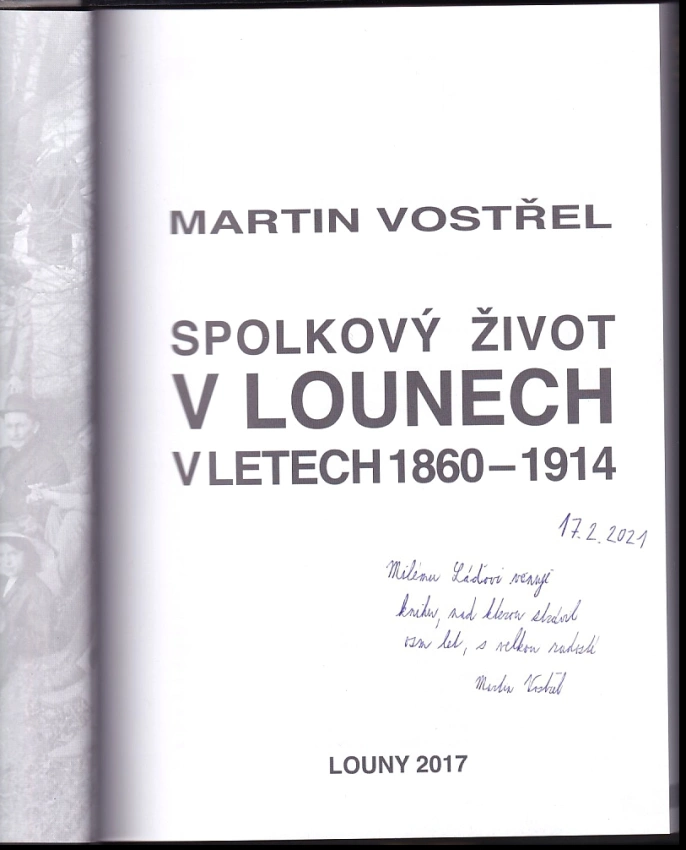 MARTIN VOSTŘEL
SPOLKOVÝ ŽIVOT
V LOUNECH
V LETECH 1860–1914
17.2.2021
Milému Láďovi věnuji
knihu, nad kterou strávil
osm let, s velkou radostí
Martin Vostřel
LOUNY 2017